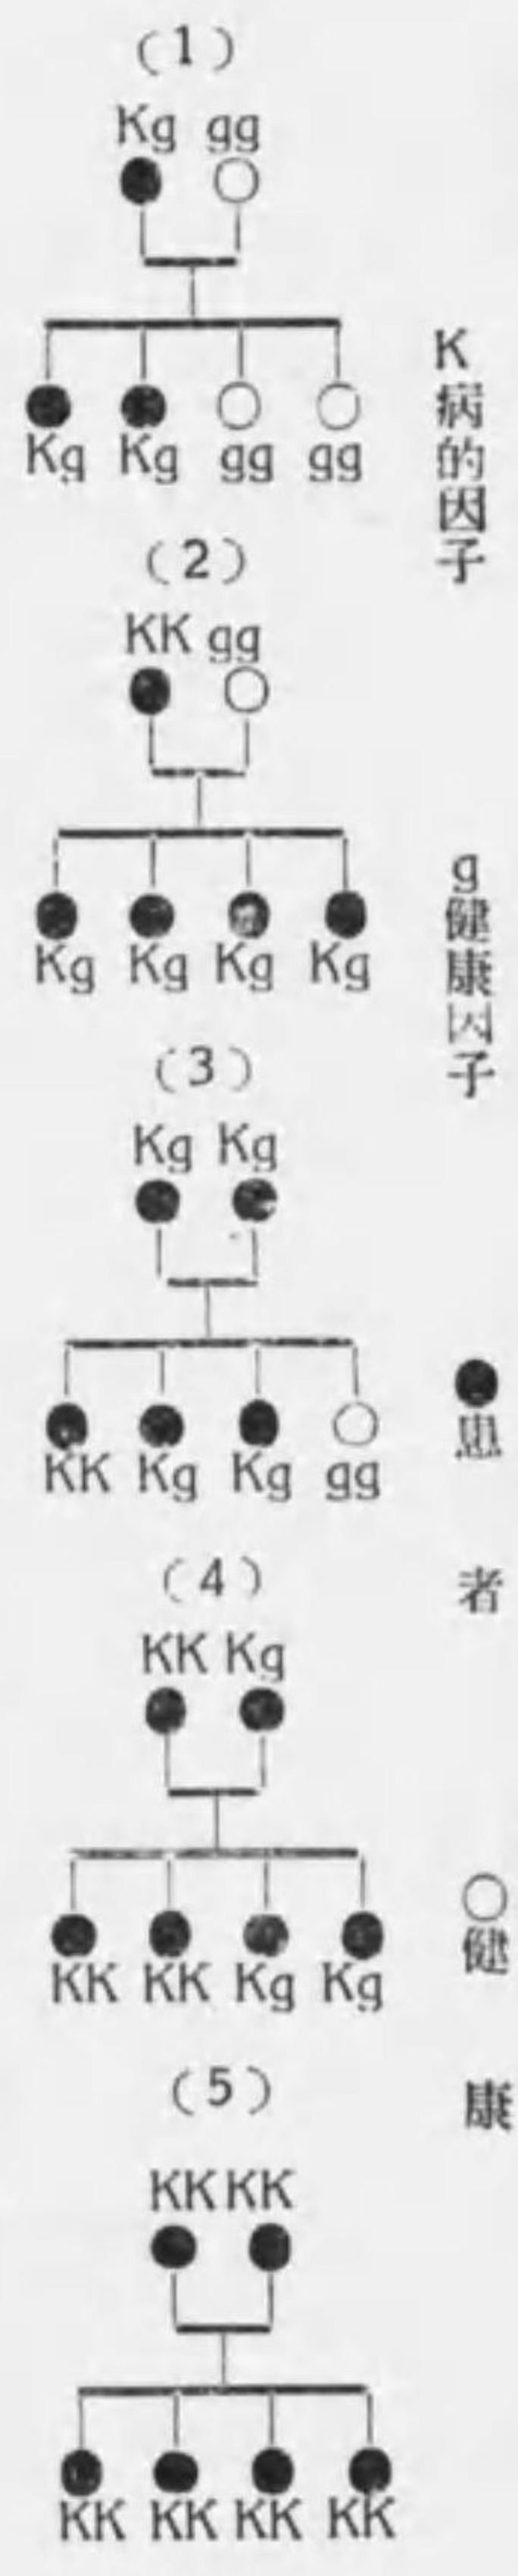 (1)
Kg gg
Kg Kg gg gg
(2)
KK gg
Kg Kg Kg Kg
(3)
Kg Kg
KK Kg Kg gg
(4)
KK Kg
KK KK Kg Kg
(5)
KK KK
KK KK KK KK
K病的因子
g健康因子
患者
健康